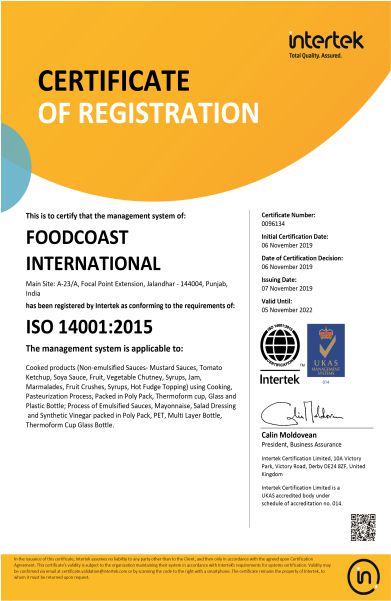 intertek
Total Quality. Assured.
CERTIFICATE
OF REGISTRATION
This is to certify that the management system of:
FOODCOAST
INTERNATIONAL
Main Site: A-23/A, Focal Point Extension, Jalandhar - 144004, Punjab,
India
has been registered by Intertek as conforming to the requirements of:
ISO 14001:2015
The management system is applicable to:
Cooked products (Non-emulsified Sauces- Mustard Sauces, Tomato
Ketchup, Soya Sauce, Fruit, Vegetable Chutney, Syrups, Jam,
Marmalades, Fruit Crushes, Syrups, Hot Fudge Topping) using Cooking,
Pasteurization Process, Packed in Poly Pack, Thermoform cup, Glass and
Plastic Bottle; Process of Emulsified Sauces, Mayonnaise, Salad Dressing
and Synthetic Vinegar packed in Poly Pack, PET, Multi Layer Bottle,
Thermoform Cup Glass Bottle.
Certificate Number:
0096134
Initial Certification Date:
06 November 2019
Date of Certification Decision:
06 November 2019
Issuing Date:
07 November 2019
Valid Until:
05 November 2022
ISO 14001:2015
Intertek
TM
UKAS
MANAGEMENT
SYSTEMS
014
Calin Moldovean
Calin Moldovean
President, Business Assurance
Intertek Certification Limited, 10A Victory
Park, Victory Road, Derby DE24 8ZF, United
Kingdom
Intertek Certification Limited is a
UKAS accredited body under
schedule of accreditation no. 014.
In the issuance of this certificate, Intertek assumes no liability to any party other than to the Client, and then only in accordance with the agreed upon Certification
Agreement. This certificate's validity is subject to the organisation maintaining their system in accordance with Intertek's requirements for systems certification. Validity may
be confirmed via email at certificate.validation@intertek.com or by scanning the code to the right with a smartphone. The certificate remains the property of Intertek, to
whom it must be returned upon request.